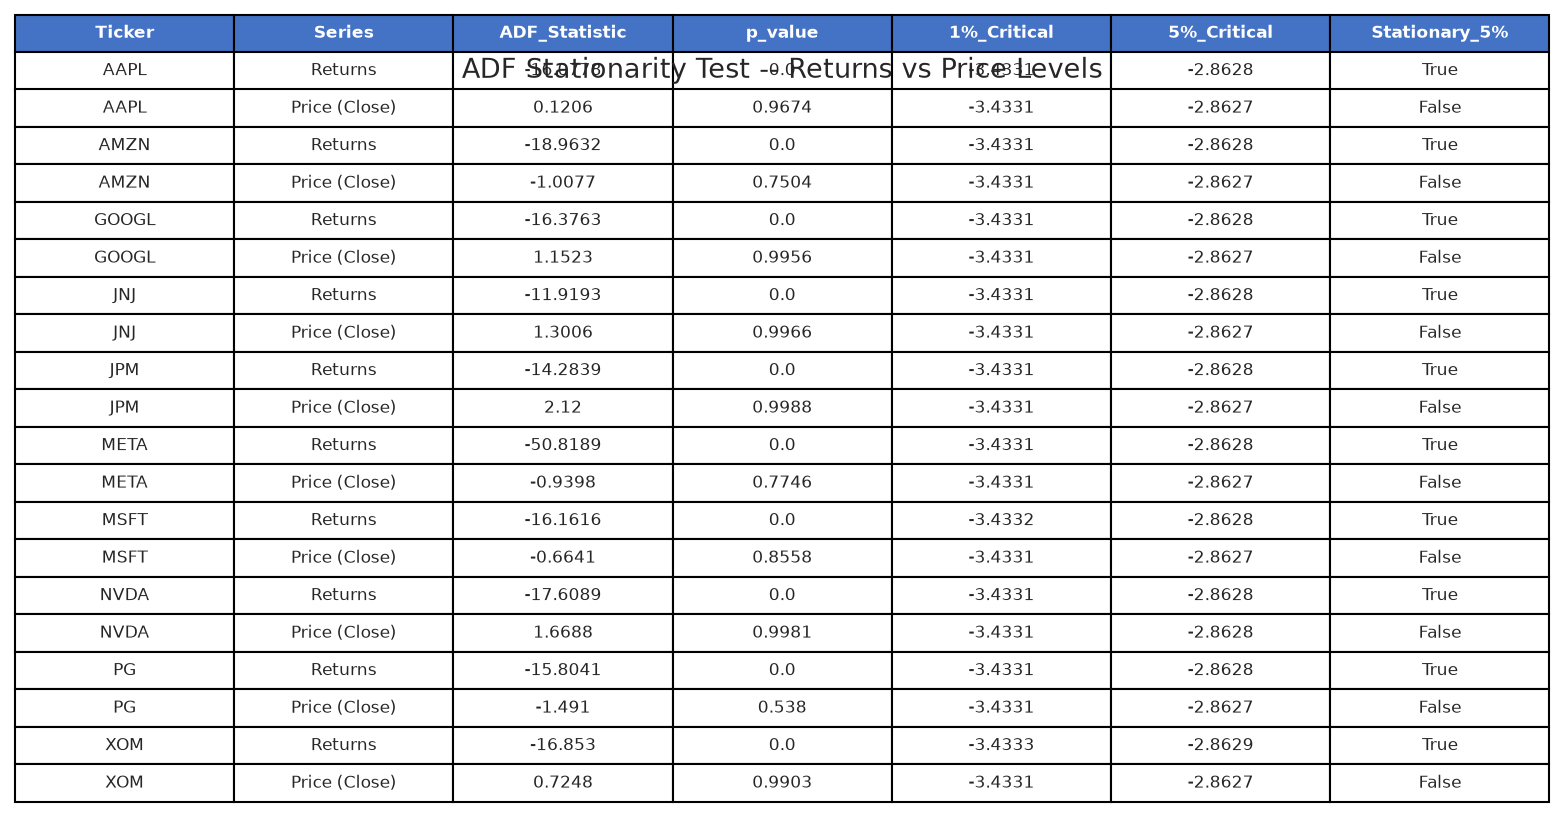 Ticker Series ADF_Statistic p_value 1%_Critical 5%_Critical Stationary_5%
ADF Stationarity Test -- Returns vs Price Levels
AAPL Returns 0.0 -3.4331 -2.8628 True
AAPL Price (Close) 0.1206 0.9674 -3.4331 -2.8627 False
AMZN Returns -18.9632 0.0 -3.4331 -2.8628 True
AMZN Price (Close) -1.0077 0.7504 -3.4331 -2.8627 False
GOOGL Returns -16.3763 0.0 -3.4331 -2.8628 True
GOOGL Price (Close) 1.1523 0.9956 -3.4331 -2.8627 False
JNJ Returns -11.9193 0.0 -3.4331 -2.8628 True
JNJ Price (Close) 1.3006 0.9966 -3.4331 -2.8627 False
JPM Returns -14.2839 0.0 -3.4331 -2.8628 True
JPM Price (Close) 2.12 0.9988 -3.4331 -2.8627 False
META Returns -50.8189 0.0 -3.4331 -2.8628 True
META Price (Close) -0.9398 0.7746 -3.4331 -2.8627 False
MSFT Returns -16.1616 0.0 -3.4332 -2.8628 True
MSFT Price (Close) -0.6641 0.8558 -3.4331 -2.8627 False
NVDA Returns -17.6089 0.0 -3.4331 -2.8628 True
NVDA Price (Close) 1.6688 0.9981 -3.4331 -2.8628 False
PG Returns -15.8041 0.0 -3.4331 -2.8628 True
PG Price (Close) -1.491 0.538 -3.4331 -2.8627 False
XOM Returns -16.853 0.0 -3.4333 -2.8629 True
XOM Price (Close) 0.7248 0.9903 -3.4331 -2.8627 False